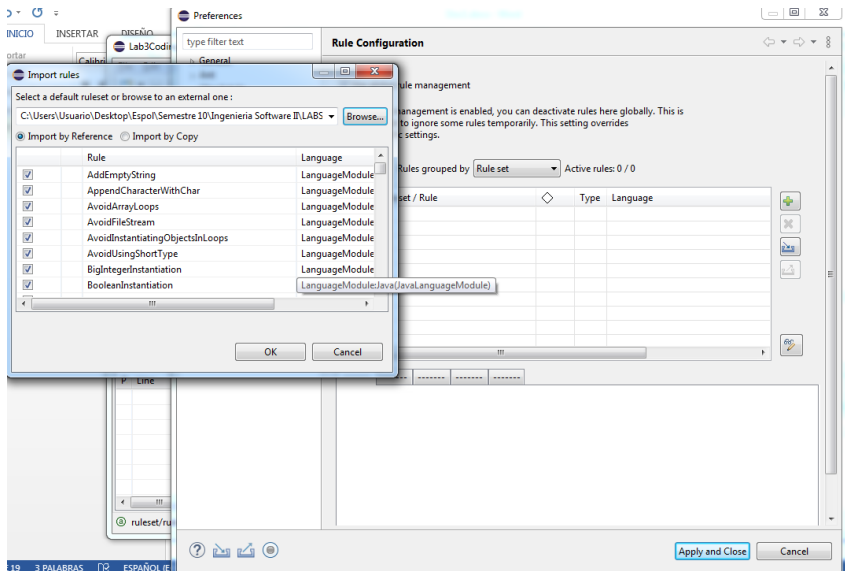 Preferences
INICIO INSERTAR DISEÑO
Lab3Codin
type filter text
Rule Configuration
General
Import rules
Select a default ruleset or browse to an external one :
C:\Users\Usuario\Desktop\Espol\Semestre 10\Ingenieria Software II\LABS Browse...
Import by Reference Import by Copy
Rule Language
AddEmptyString LanguageModule
AppendCharacterWithChar LanguageModule
AvoidArrayLoops LanguageModule
AvoidFileStream LanguageModule
AvoidInstantiatingObjectsInLoops LanguageModule
AvoidUsingShortType LanguageModule
BigIntegerInstantiation LanguageModule
BooleanInstantiation
LanguageModule:Java(JavaLanguageModule)
OK Cancel
rule management
management is enabled, you can deactivate rules here globally. This is
to ignore some rules temporarily. This setting overrides
c settings.
Rules grouped by Rule set Active rules: 0 / 0
set / Rule Type Language
P Line
------- ------- -------
ruleset/ru
Apply and Close Cancel
19 3 PALABRAS ESPAÑOL (E